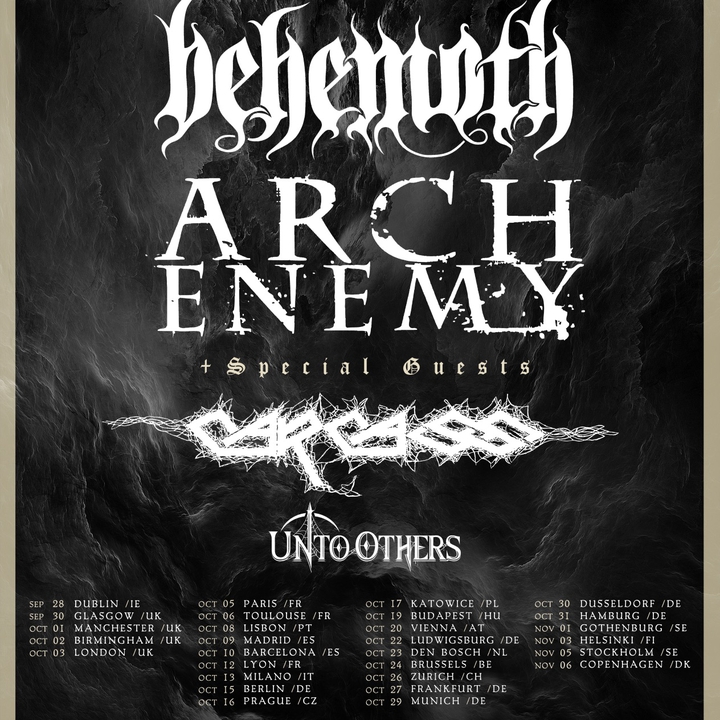 behemoth
ARCH
ENEMY
+Special Guests
CARCASS
UNTO OTHERS
SEP 28 DUBLIN /IE
SEP 30 GLASGOW /UK
OCT 01 MANCHESTER /UK
OCT 02 BIRMINGHAM /UK
OCT 03 LONDON /UK
OCT 05 PARIS /FR
OCT 06 TOULOUSE /FR
OCT 08 LISBON /PT
OCT 09 MADRID /ES
OCT 10 BARCELONA /ES
OCT 12 LYON /FR
OCT 13 MILANO /IT
OCT 15 BERLIN /DE
OCT 16 PRAGUE /CZ
OCT 17 KATOWICE /PL
OCT 19 BUDAPEST /HU
OCT 20 VIENNA /AT
OCT 22 LUDWIGSBURG /DE
OCT 23 DEN BOSCH /NL
OCT 24 BRUSSELS /BE
OCT 26 ZURICH /CH
OCT 27 FRANKFURT /DE
OCT 29 MUNICH /DE
OCT 30 DUSSELDORF /DE
OCT 31 HAMBURG /DE
NOV 01 GOTHENBURG /SE
NOV 03 HELSINKI /FI
NOV 05 STOCKHOLM /SE
NOV 06 COPENHAGEN /DK